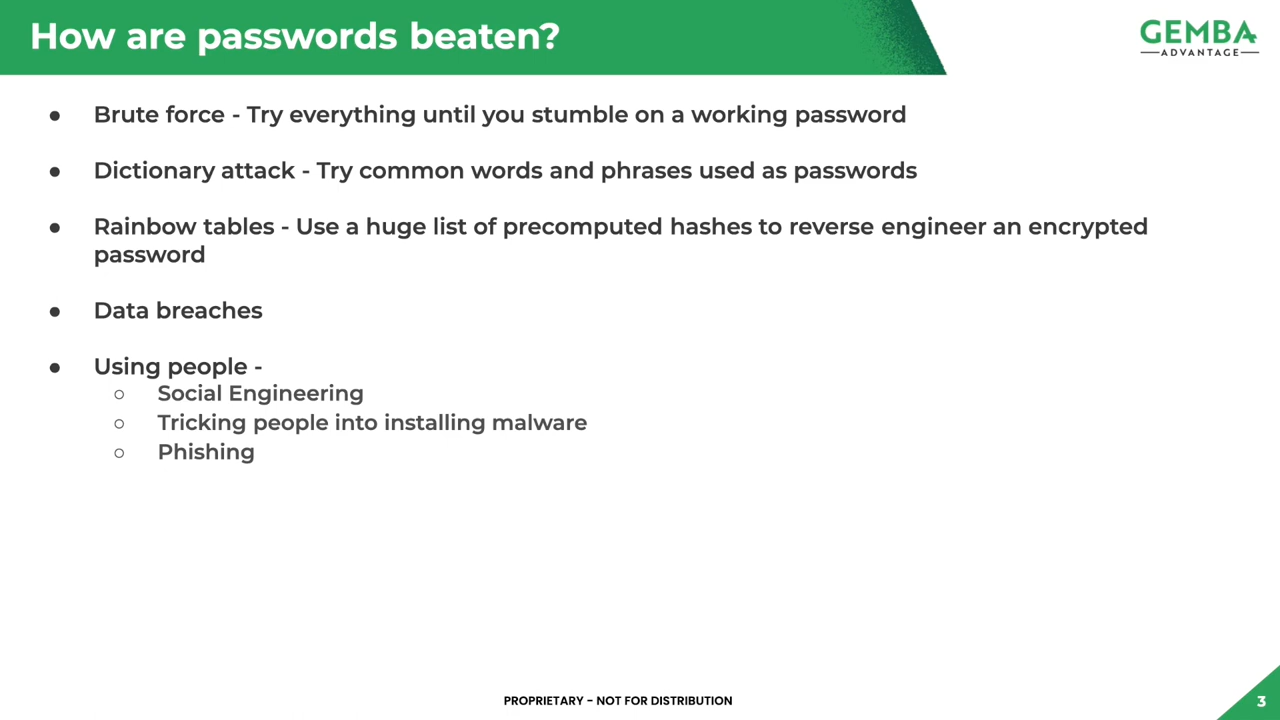 How are passwords beaten?
GEMBA
ADVANTAGE
● Brute force - Try everything until you stumble on a working password
● Dictionary attack - Try common words and phrases used as passwords
● Rainbow tables - Use a huge list of precomputed hashes to reverse engineer an encrypted
password
● Data breaches
● Using people -
○ Social Engineering
○ Tricking people into installing malware
○ Phishing
PROPRIETARY - NOT FOR DISTRIBUTION
3